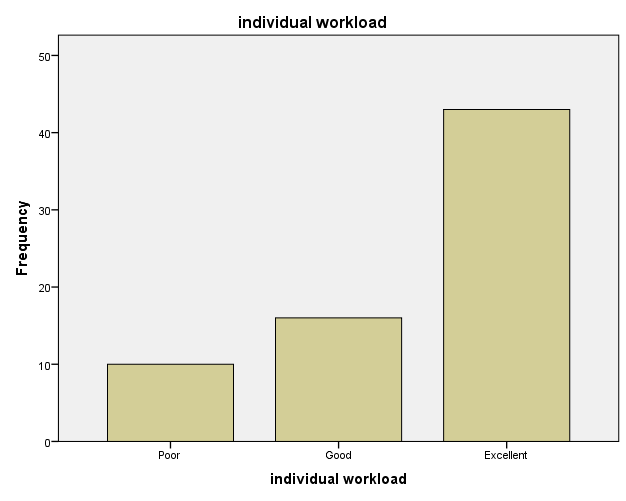 individual workload
50
40
30
20
10
0
Frequency
Poor Good Excellent
individual workload